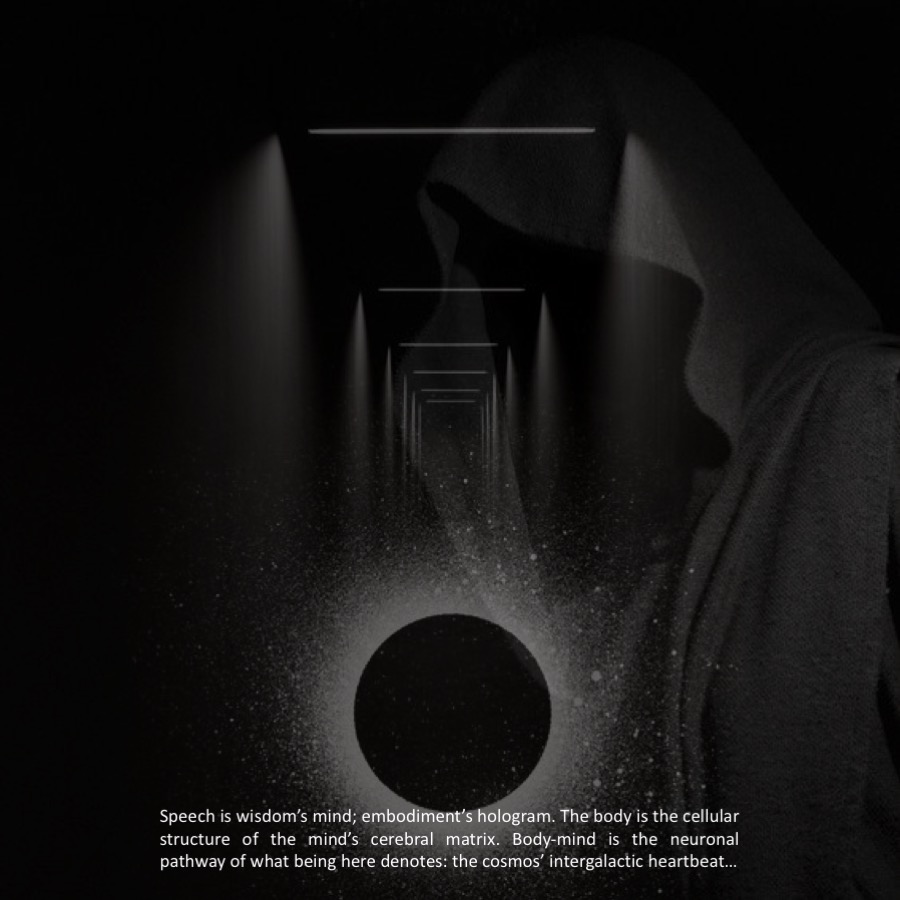 Speech is wisdom’s mind; embodiment’s hologram. The body is the cellular
structure of the mind’s cerebral matrix. Body-mind is the neuronal
pathway of what being here denotes: the cosmos’ intergalactic heartbeat…